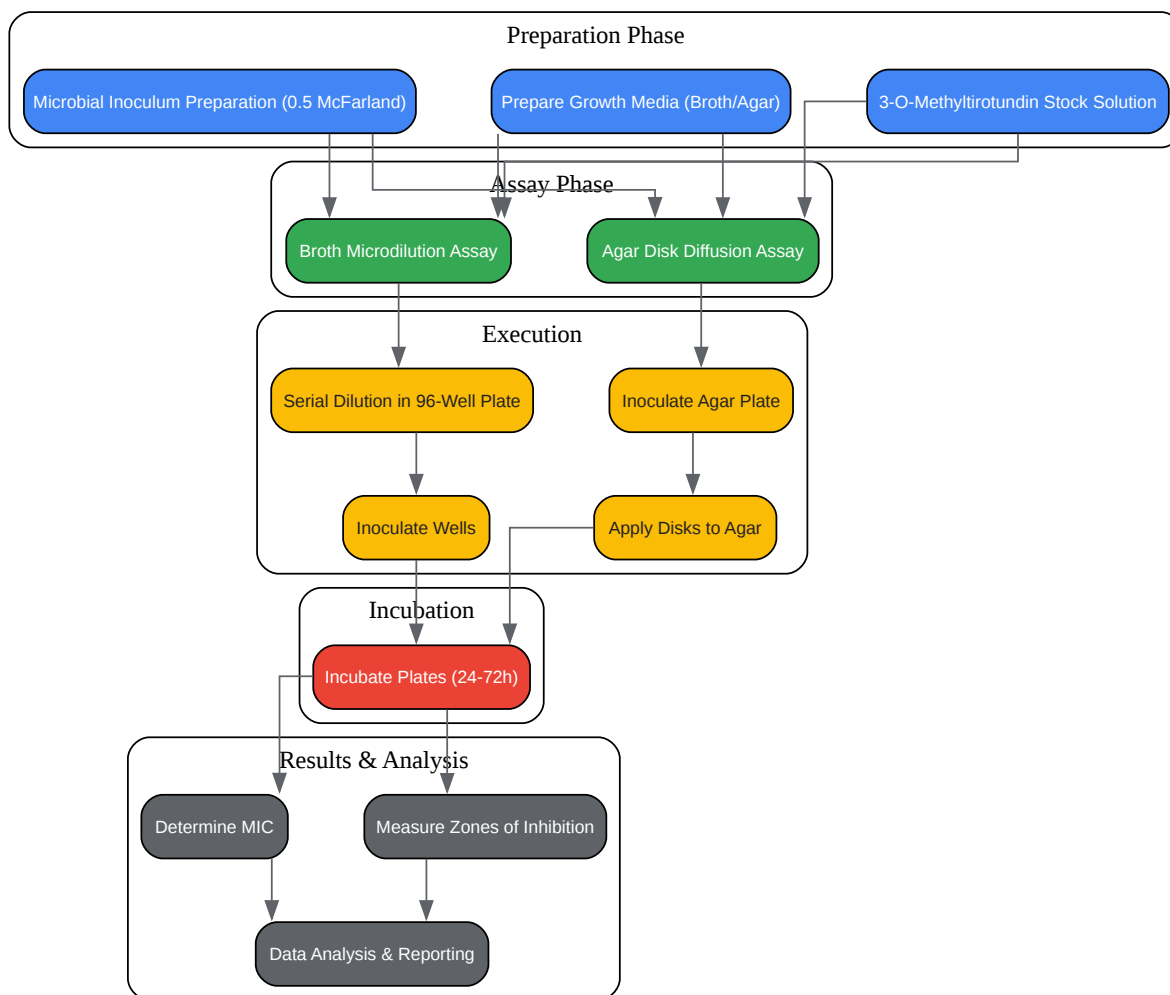 Preparation Phase
Microbial Inoculum Preparation (0.5 McFarland)
Prepare Growth Media (Broth/Agar)
3-O-Methyltirotundin Stock Solution
Assay Phase
Broth Microdilution Assay
Agar Disk Diffusion Assay
Execution
Serial Dilution in 96-Well Plate
Inoculate Agar Plate
Inoculate Wells
Apply Disks to Agar
Incubation
Incubate Plates (24-72h)
Results & Analysis
Determine MIC
Measure Zones of Inhibition
Data Analysis & Reporting